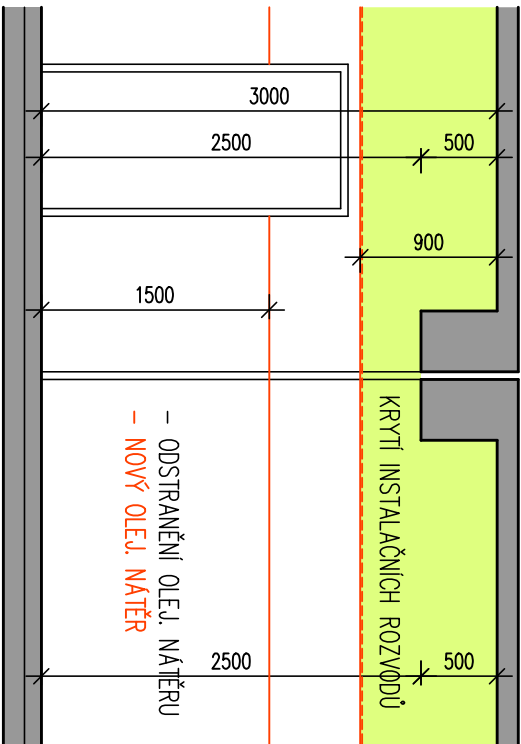 3000
2500
500
900
1500
KRYTÍ INSTALAČNÍCH ROZVODŮ
– ODSTRANĚNÍ OLEJ. NÁTĚRU
– NOVÝ OLEJ. NÁTĚR
2500
500